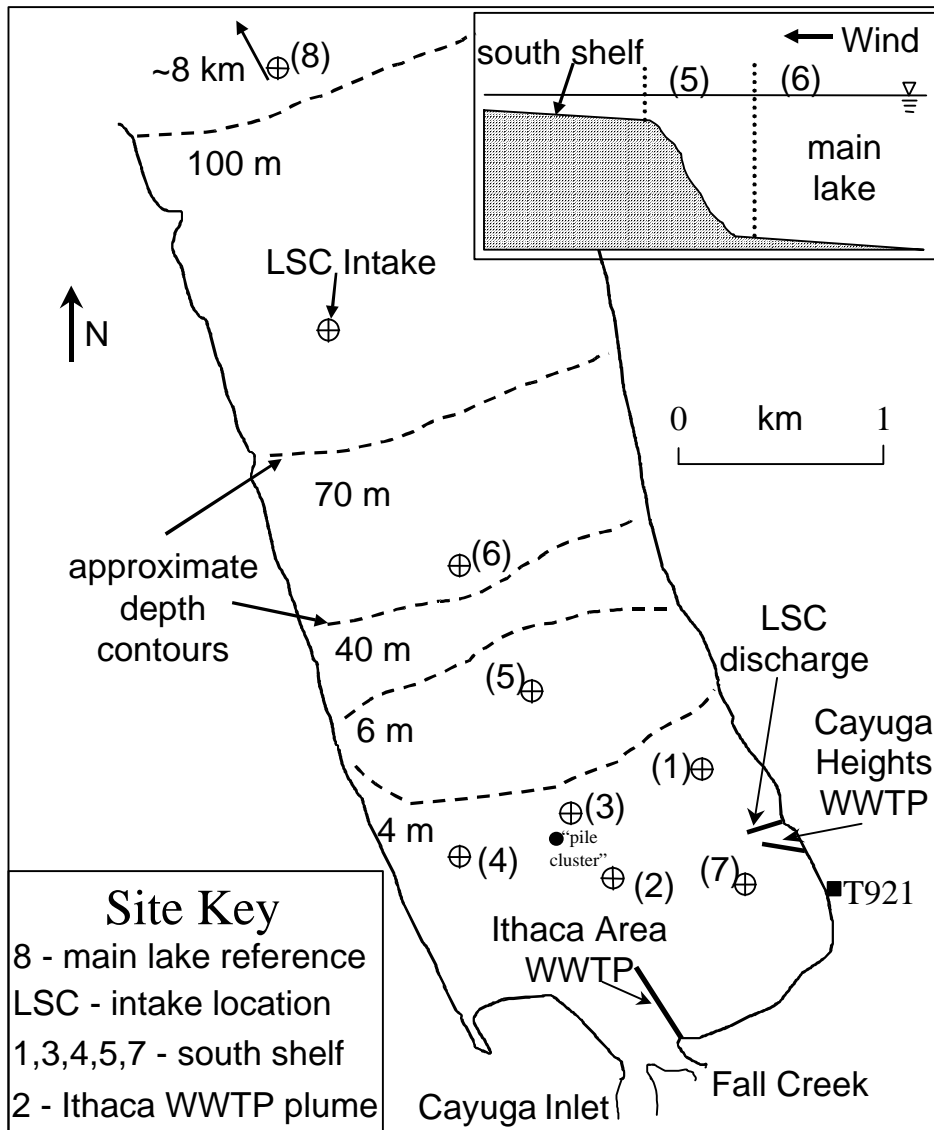 (8)
~8 km
100 m
south shelf
Wind
(5)
(6)
main
lake
LSC Intake
N
0 km 1
70 m
approximate
depth
contours
(6)
40 m
(5)
6 m
LSC
discharge
Cayuga
Heights
WWTP
(1)
(3)
4 m
"pile
cluster"
(4)
(2)
(7)
T921
Ithaca Area
WWTP
Site Key
8 - main lake reference
LSC - intake location
1,3,4,5,7 - south shelf
2 - Ithaca WWTP plume
Cayuga Inlet
Fall Creek